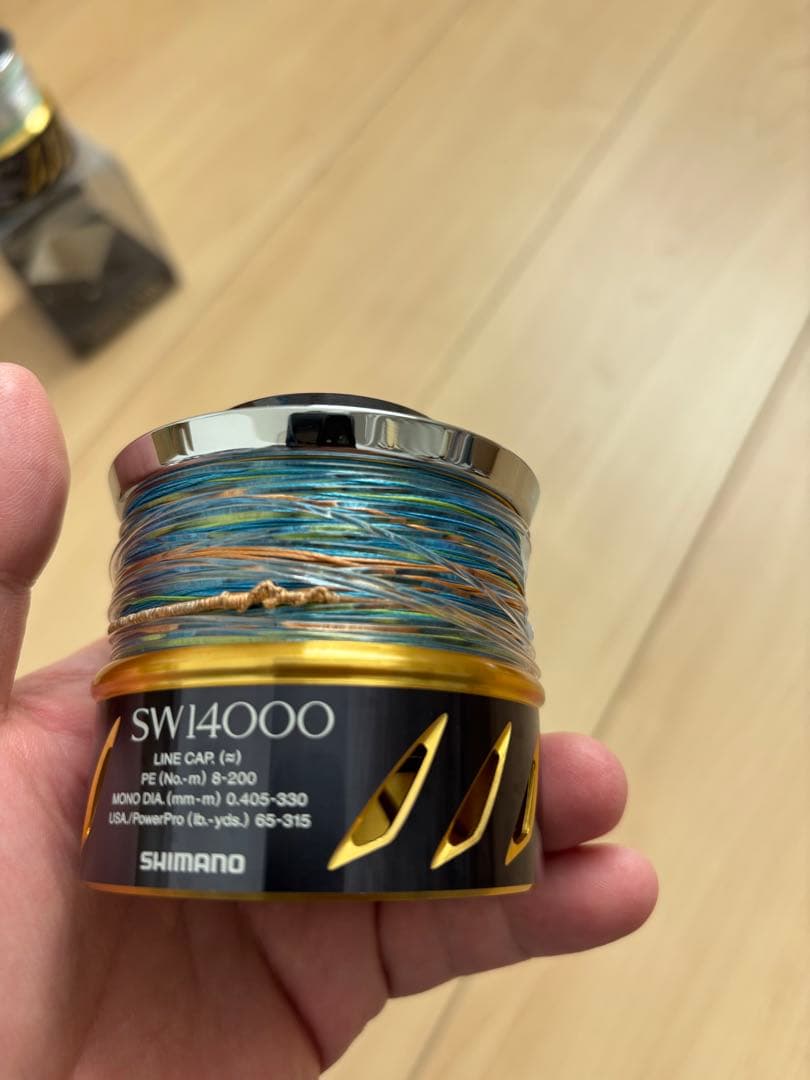 SW14000
LINE CAP. (≈)
PE (No.-m) 8-200
MONO DIA. (mm-m) 0.405-330
USA./PowerPro (lb.-yds.) 65-315
SHIMANO